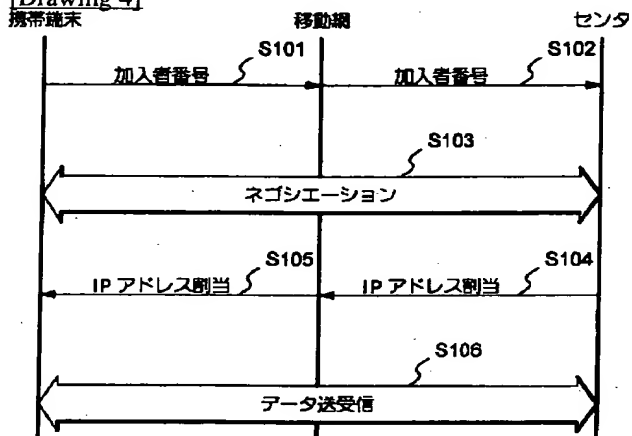 [Drawing 4]
携帯端末 移動網 センタ
S101 S102
加入者番号 加入者番号
S103
ネゴシエーション
S105 S104
IP アドレス割当 IP アドレス割当
S106
データ送受信